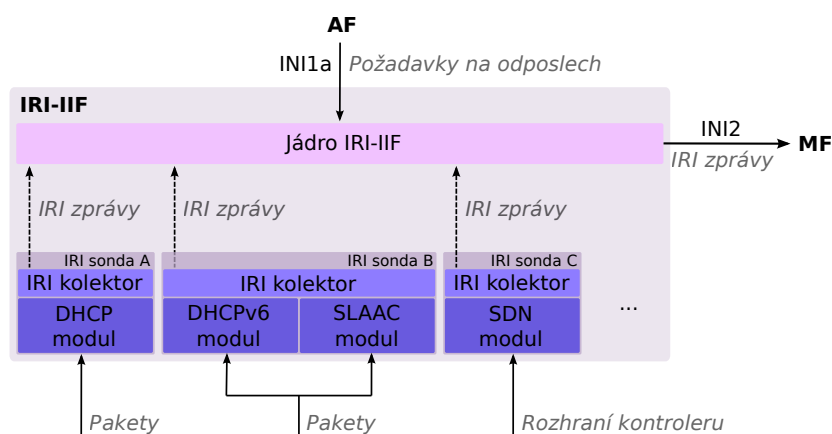 AF
INI1a
Požadavky na odposlech
IRI-IIF
Jádro IRI-IIF
INI2
MF
IRI zprávy
IRI zprávy
IRI zprávy
IRI zprávy
IRI sonda A
IRI sonda B
IRI sonda C
IRI kolektor
IRI kolektor
IRI kolektor
DHCP
modul
DHCPv6
modul
SLAAC
modul
SDN
modul
...
Pakety
Pakety
Rozhraní kontroleru